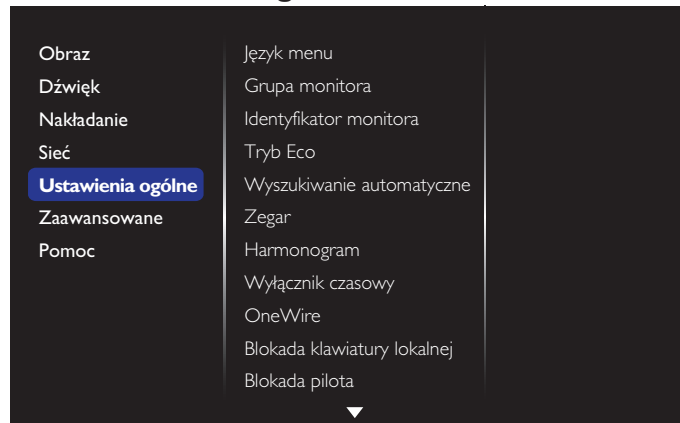 Obraz
Dźwięk
Nakładanie
Sieć
Ustawienia ogólne
Zaawansowane
Pomoc
Język menu
Grupa monitora
Identyfikator monitora
Tryb Eco
Wyszukiwanie automatyczne
Zegar
Harmonogram
Wyłącznik czasowy
OneWire
Blokada klawiatury lokalnej
Blokada pilota